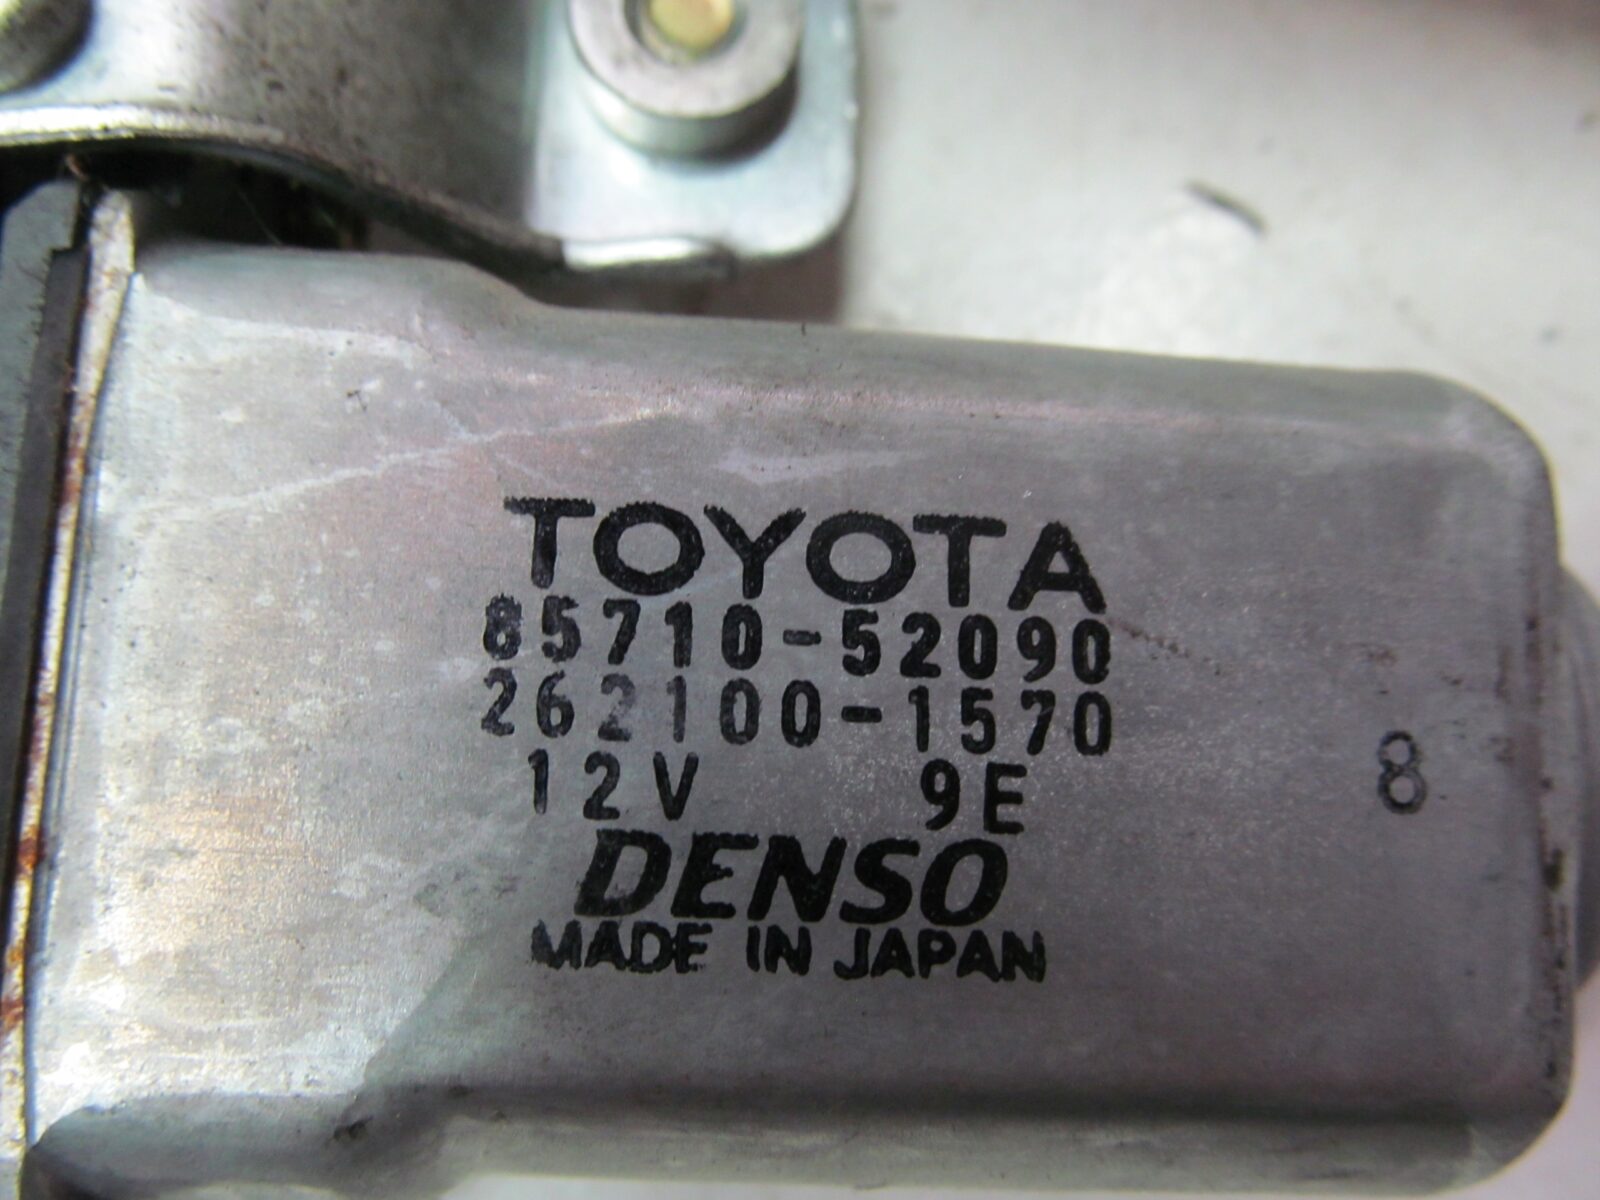 TOYOTA
85710-52090
262100-1570
12V 9E
8
DENSO
MADE IN JAPAN